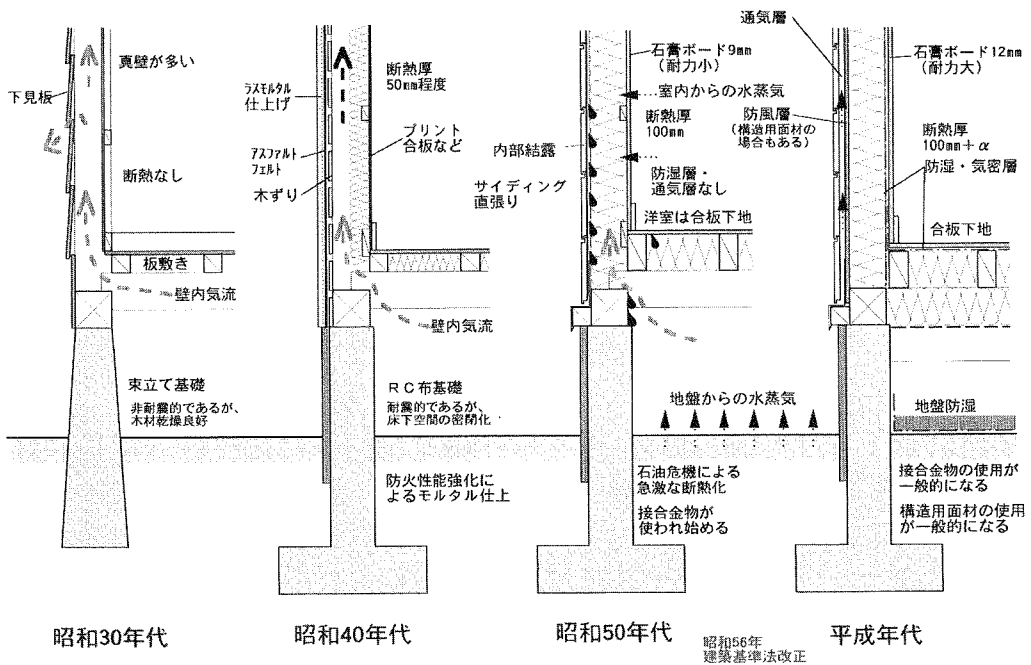 真壁が多い
下見板
断熱なし
板敷き
壁内気流
束立て基礎
非耐震的であるが、
木材乾燥良好
昭和30年代
ラスモルタル
仕上げ
アスファルト
フェルト
木ずり
断熱厚
50mm程度
プリント
合板など
壁内気流
RC布基礎
耐震的であるが、
床下空間の密閉化
防火性能強化に
よるモルタル仕上
昭和40年代
石膏ボード9mm
(耐力小)
室内からの水蒸気
断熱厚
100mm
内部結露
防湿層・
通気層なし
サイディング
直張り
洋室は合板下地
地盤からの水蒸気
石油危機による
急激な断熱化
接合金物が
使われ始める
昭和50年代
昭和56年
建築基準法改正
通気層
石膏ボード12mm
(耐力大)
防風層
(構造用面材の
場合もある)
断熱厚
100mm+α
防湿・気密層
合板下地
地盤防湿
接合金物の使用が
一般的になる
構造用面材の使用
が一般的になる
平成年代